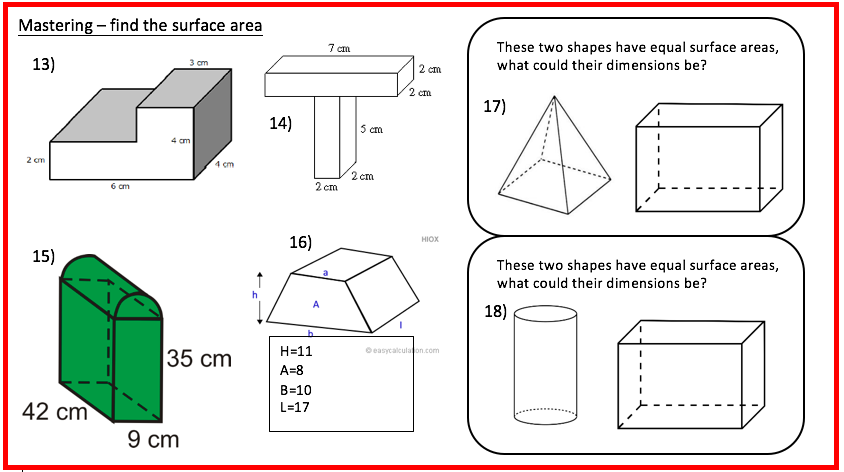 Mastering – find the surface area
13)
3 cm
4 cm
2 cm
4 cm
6 cm
7 cm
2 cm
2 cm
14)
5 cm
2 cm
2 cm
15)
35 cm
42 cm
9 cm
16)
HIOX
a
h
A
l
b
© easycalculation.com
H=11
A=8
B=10
L=17
These two shapes have equal surface areas,
what could their dimensions be?
17)
These two shapes have equal surface areas,
what could their dimensions be?
18)